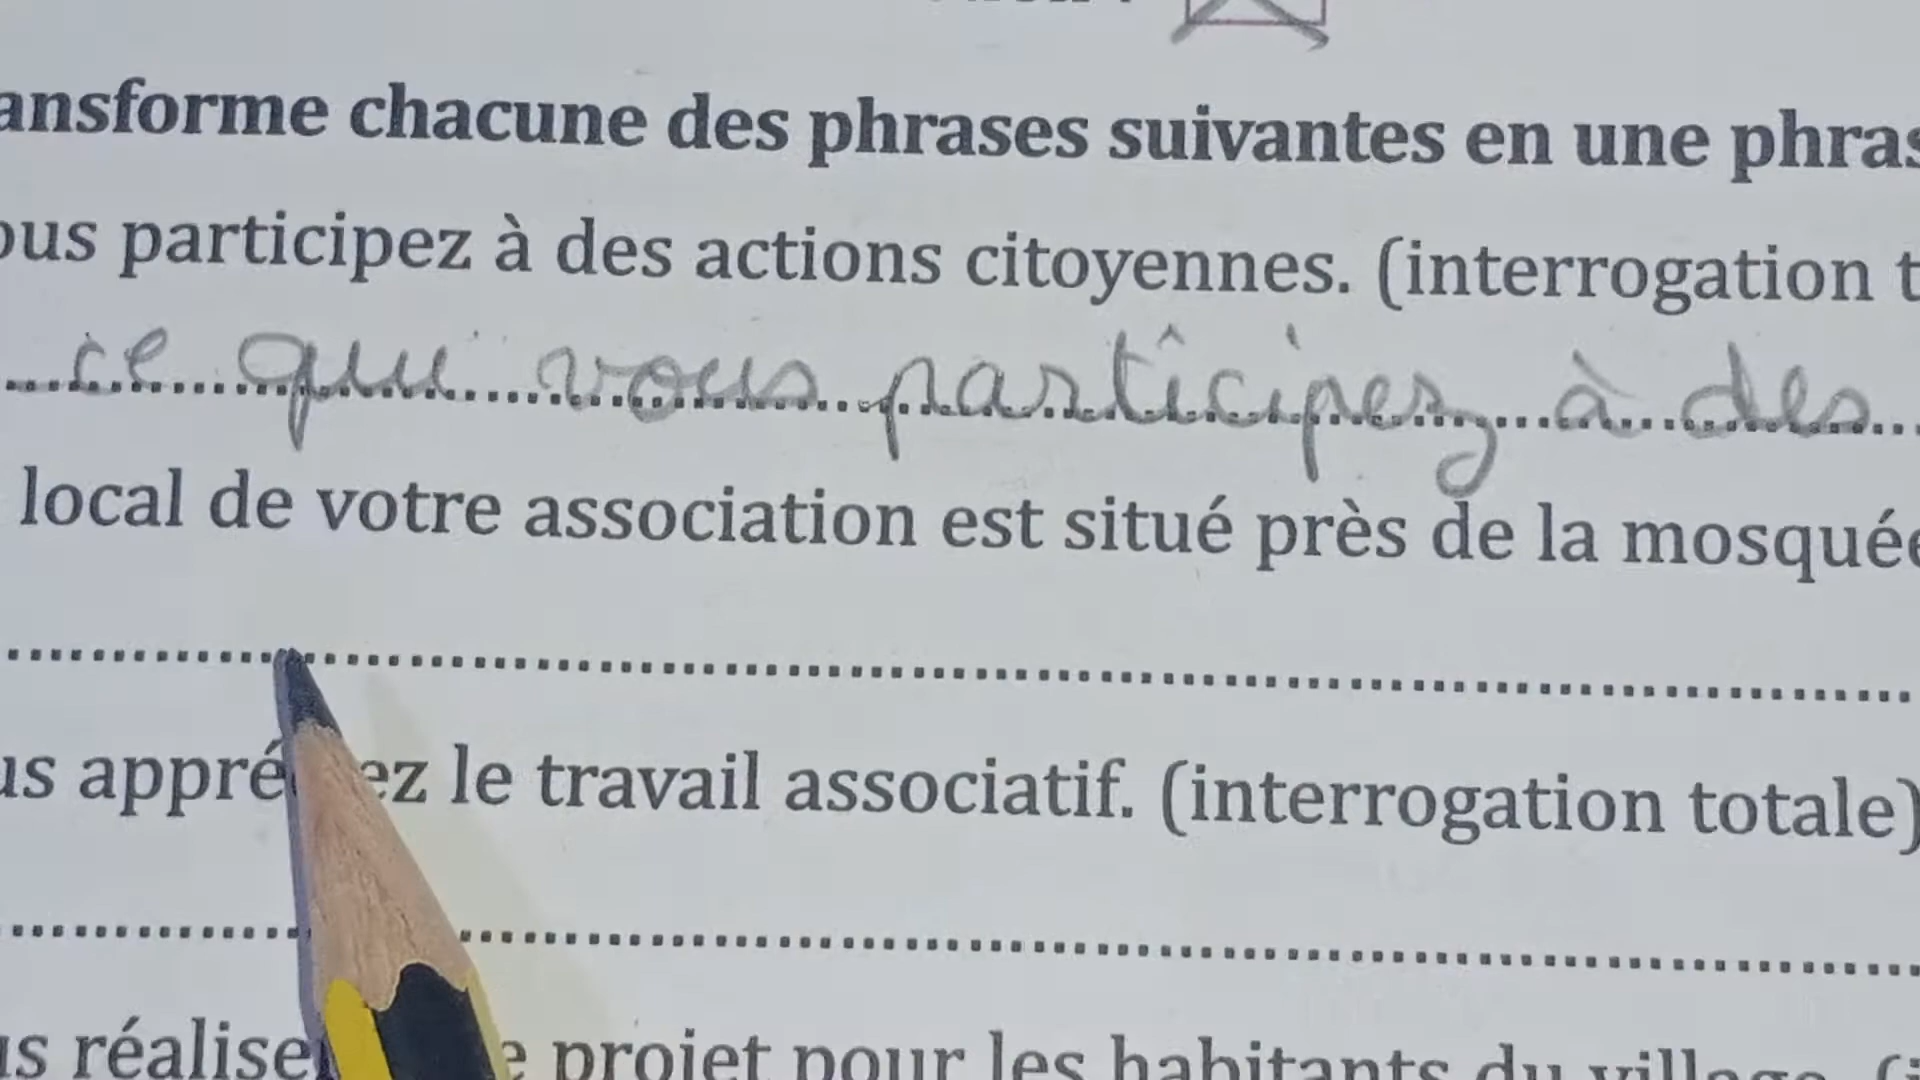 ansforme chacune des phrases suivantes en une phras
ous participez à des actions citoyennes. (interrogation t
ce que vous participez à des
local de votre association est situé près de la mosquée
us appré ez le travail associatif. (interrogation totale)
us réalise e projet pour les habitants du village. (i